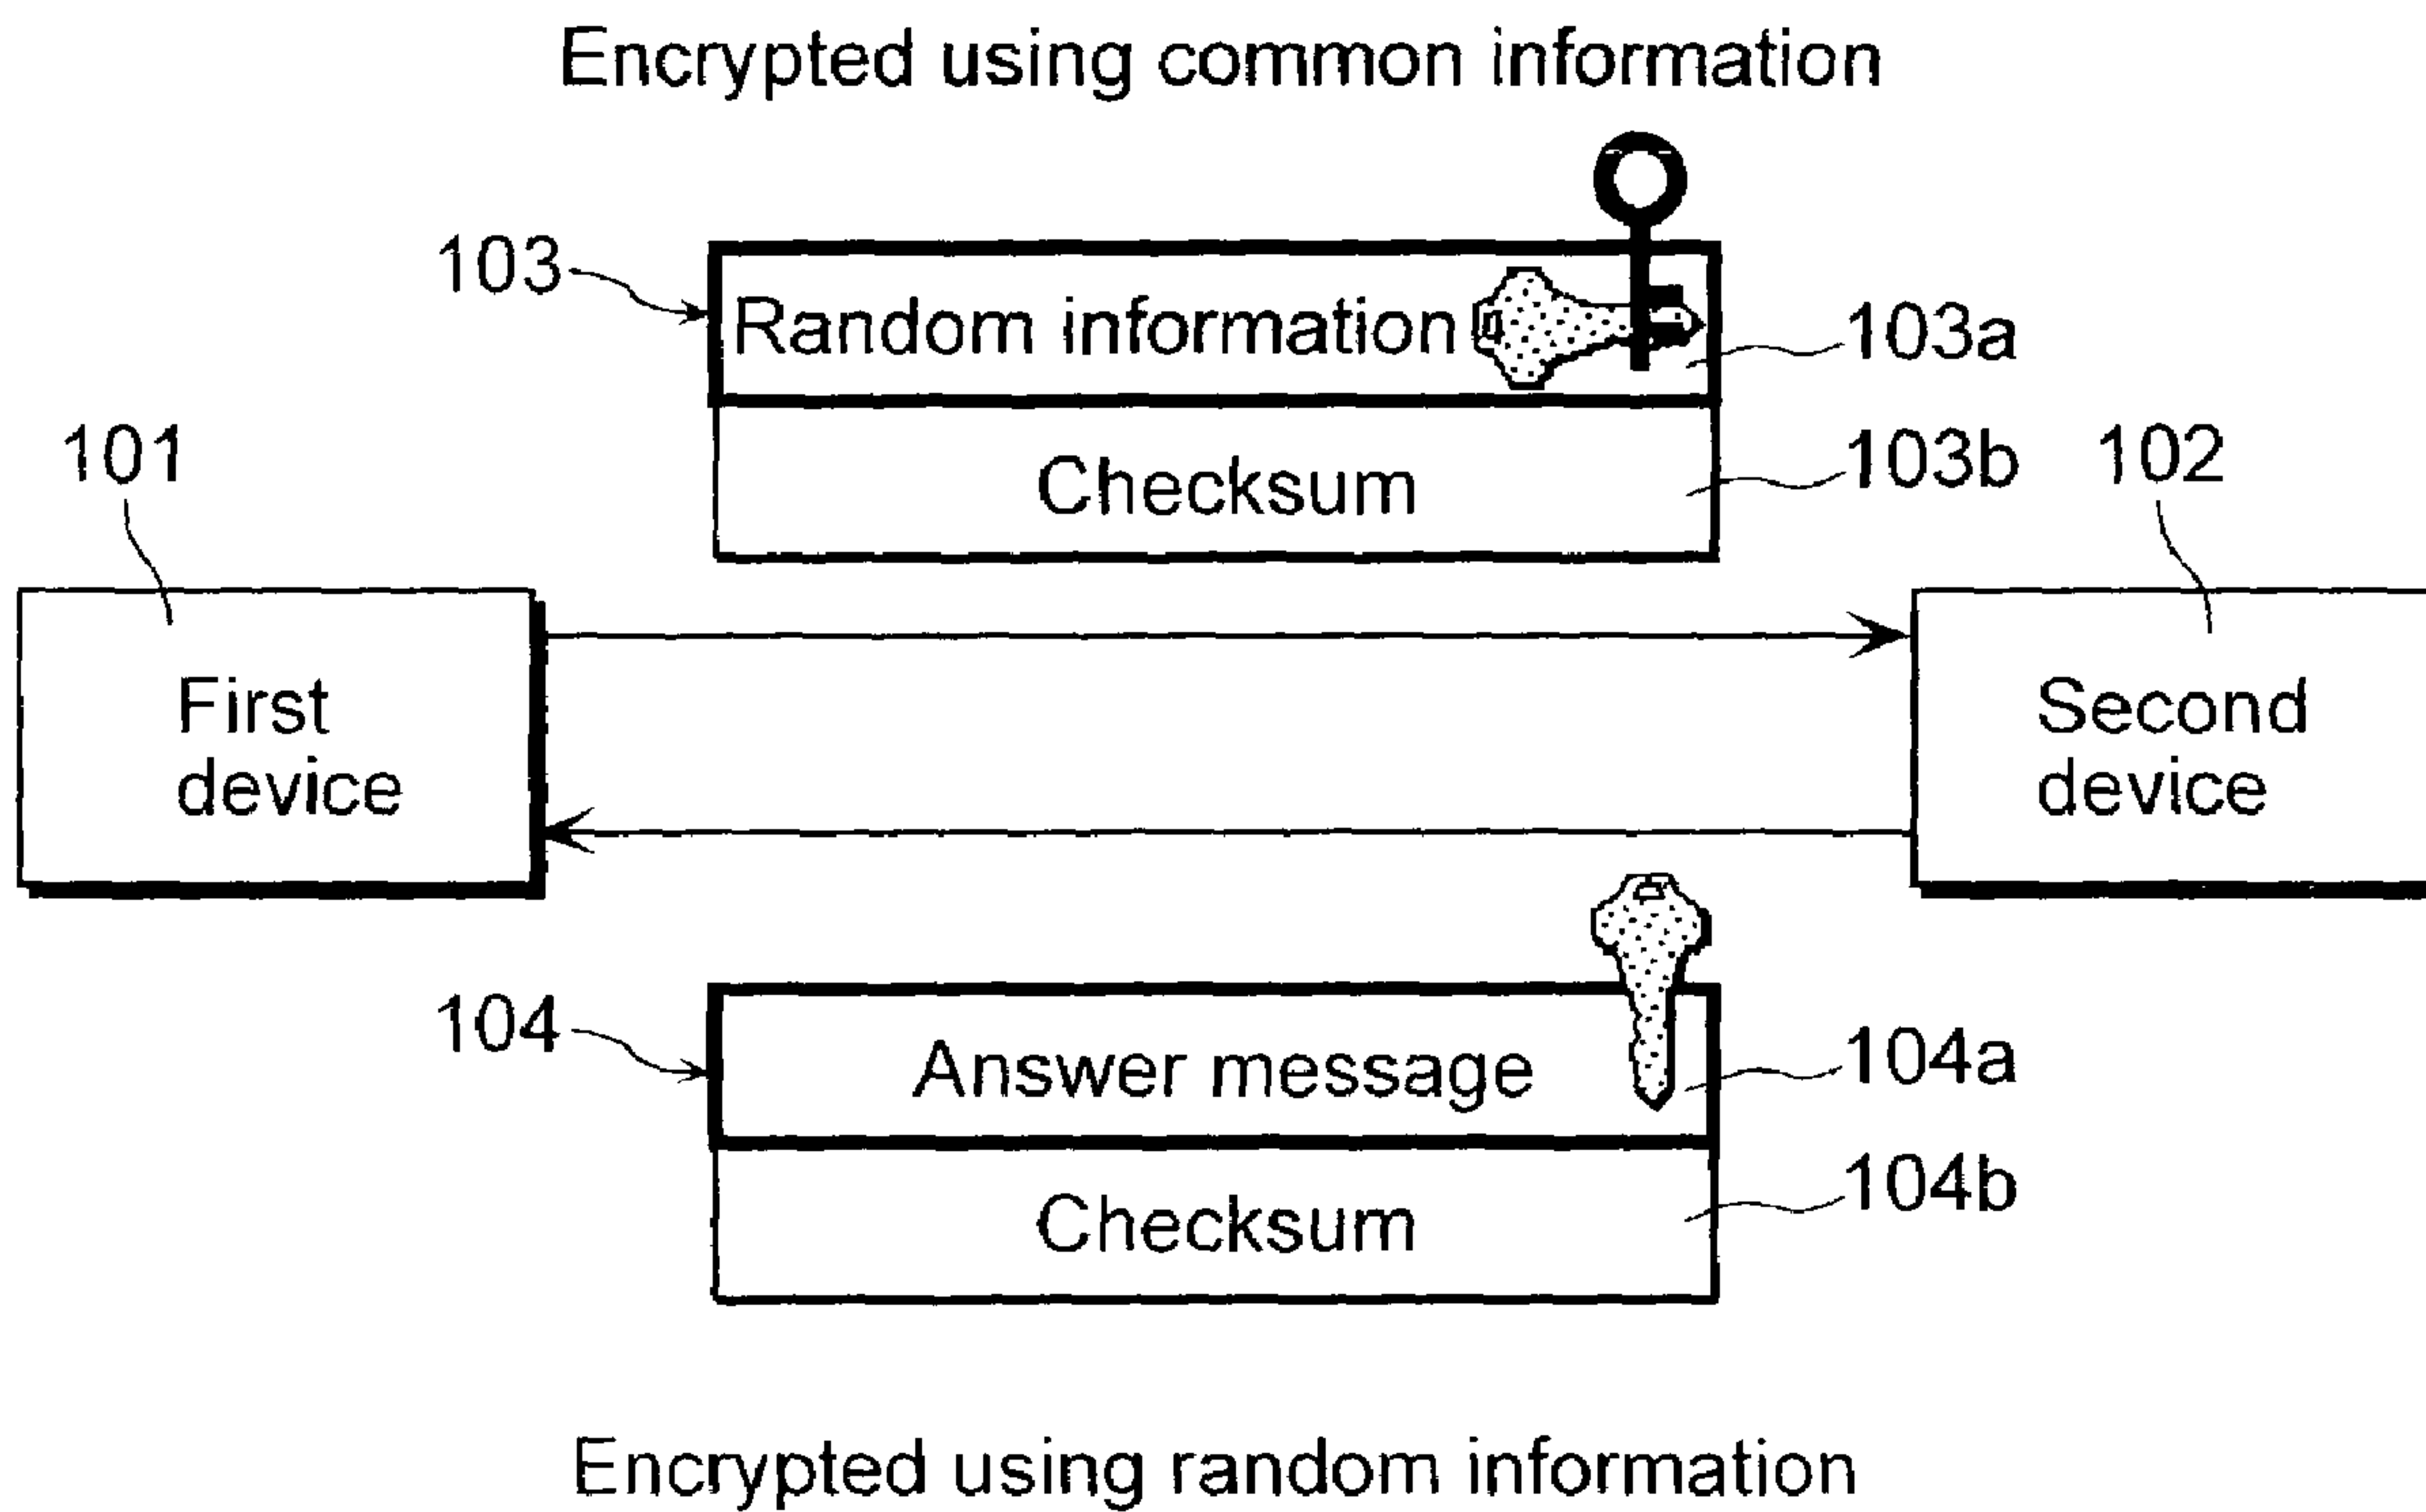 Encrypted using common information
103
Random information
103a
Checksum
103b
101
102
First
device
Second
device
104
Answer message
104a
Checksum
104b
Encrypted using random information